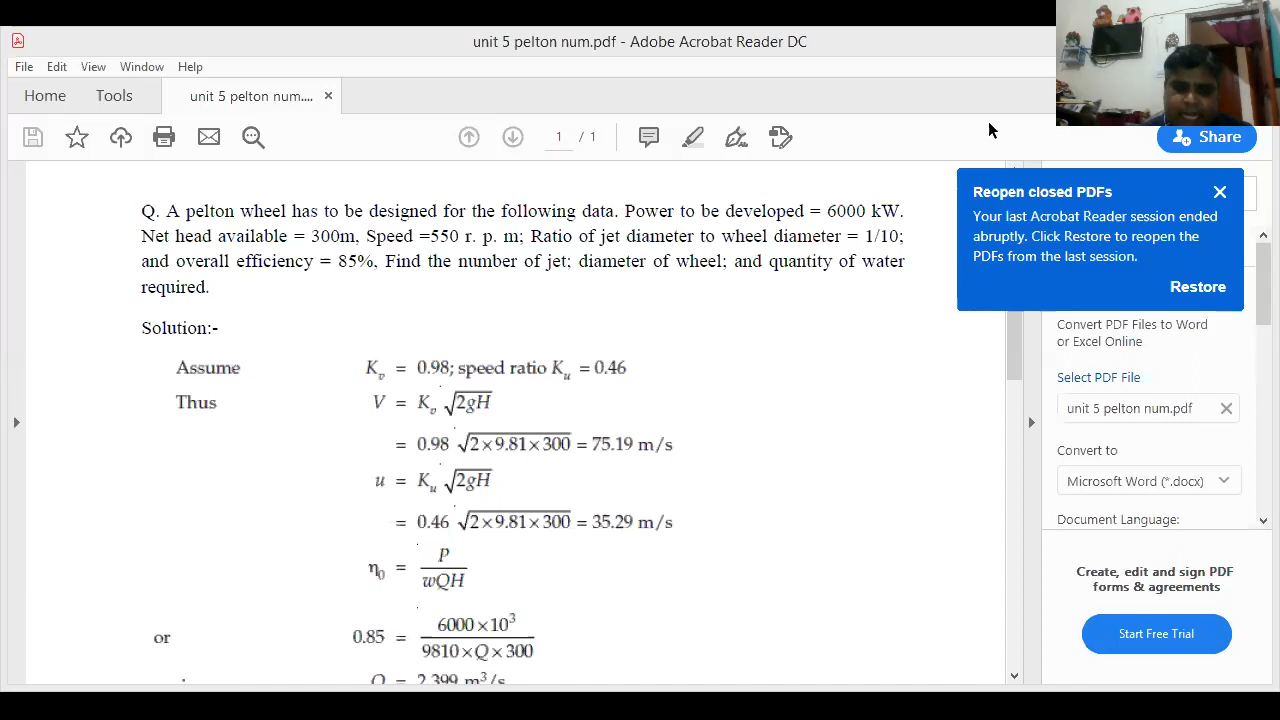 unit 5 pelton num.pdf - Adobe Acrobat Reader DC
File Edit View Window Help
Home Tools unit 5 pelton num.... ×
1 / 1
Share
Reopen closed PDFs
Your last Acrobat Reader session ended
abruptly. Click Restore to reopen the
PDFs from the last session.
Restore
Q. A pelton wheel has to be designed for the following data. Power to be developed = 6000 kW.
Net head available = 300m, Speed =550 r. p. m; Ratio of jet diameter to wheel diameter = 1/10;
and overall efficiency = 85%, Find the number of jet; diameter of wheel; and quantity of water
required.
Solution:-
Assume Kv = 0.98; speed ratio Ku = 0.46
Thus V = Kv √2gH
= 0.98 √2×9.81×300 = 75.19 m/s
u = Ku √2gH
= 0.46 √2×9.81×300 = 35.29 m/s
η0 = P / wQH
or 0.85 = 6000×10³ / 9810×Q×300
Q = 2.399 m³/s
Convert PDF Files to Word
or Excel Online
Select PDF File
unit 5 pelton num.pdf
Convert to
Microsoft Word (*.docx)
Document Language:
Create, edit and sign PDF
forms & agreements
Start Free Trial